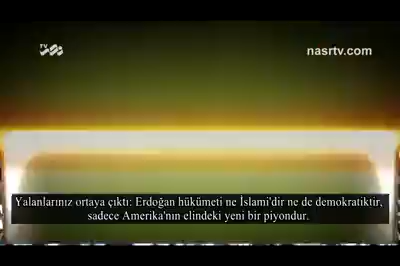 TV
nasrtv.com
Yalanlarınız ortaya çıktı: Erdoğan hükümeti ne İslami'dir ne de demokratiktir,
sadece Amerika'nın elindeki yeni bir piyondur.